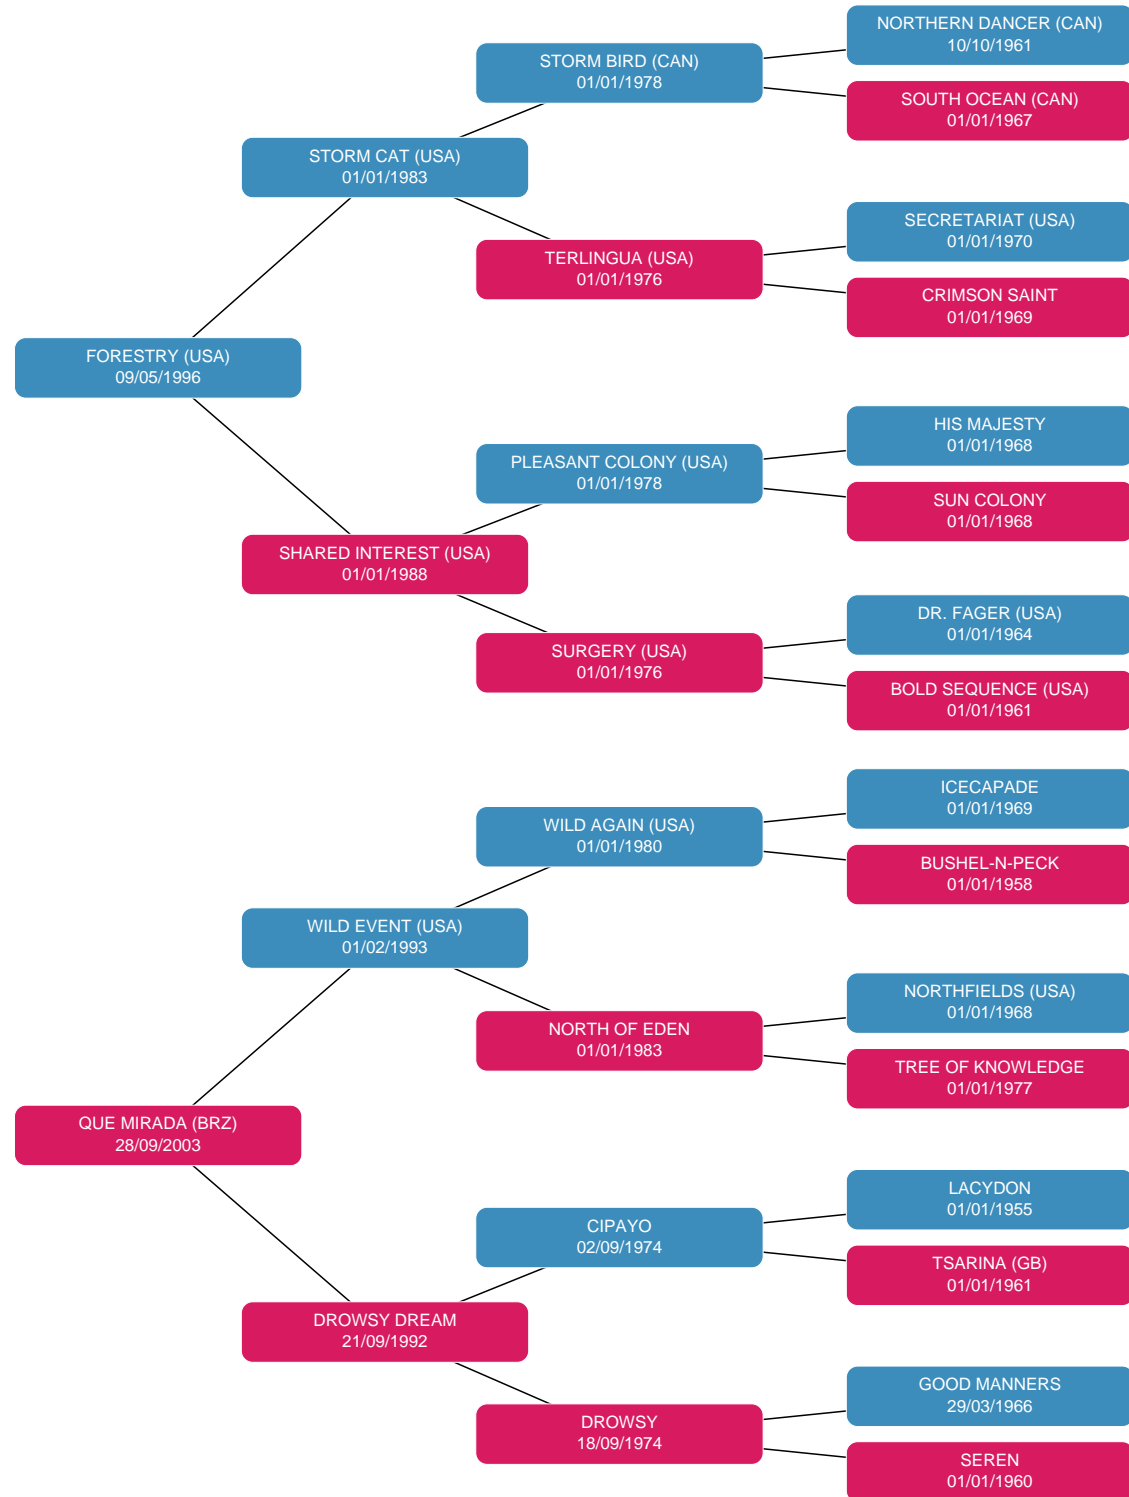 NORTHERN DANCER (CAN)
10/10/1961
STORM BIRD (CAN)
01/01/1978
SOUTH OCEAN (CAN)
01/01/1967
STORM CAT (USA)
01/01/1983
SECRETARIAT (USA)
01/01/1970
TERLINGUA (USA)
01/01/1976
CRIMSON SAINT
01/01/1969
FORESTRY (USA)
09/05/1996
HIS MAJESTY
01/01/1968
PLEASANT COLONY (USA)
01/01/1978
SUN COLONY
01/01/1968
SHARED INTEREST (USA)
01/01/1988
DR. FAGER (USA)
01/01/1964
SURGERY (USA)
01/01/1976
BOLD SEQUENCE (USA)
01/01/1961
ICECAPADE
01/01/1969
WILD AGAIN (USA)
01/01/1980
BUSHEL-N-PECK
01/01/1958
WILD EVENT (USA)
01/02/1993
NORTHFIELDS (USA)
01/01/1968
NORTH OF EDEN
01/01/1983
TREE OF KNOWLEDGE
01/01/1977
QUE MIRADA (BRZ)
28/09/2003
LACYDON
01/01/1955
CIPAYO
02/09/1974
TSARINA (GB)
01/01/1961
DROWSY DREAM
21/09/1992
GOOD MANNERS
29/03/1966
DROWSY
18/09/1974
SEREN
01/01/1960